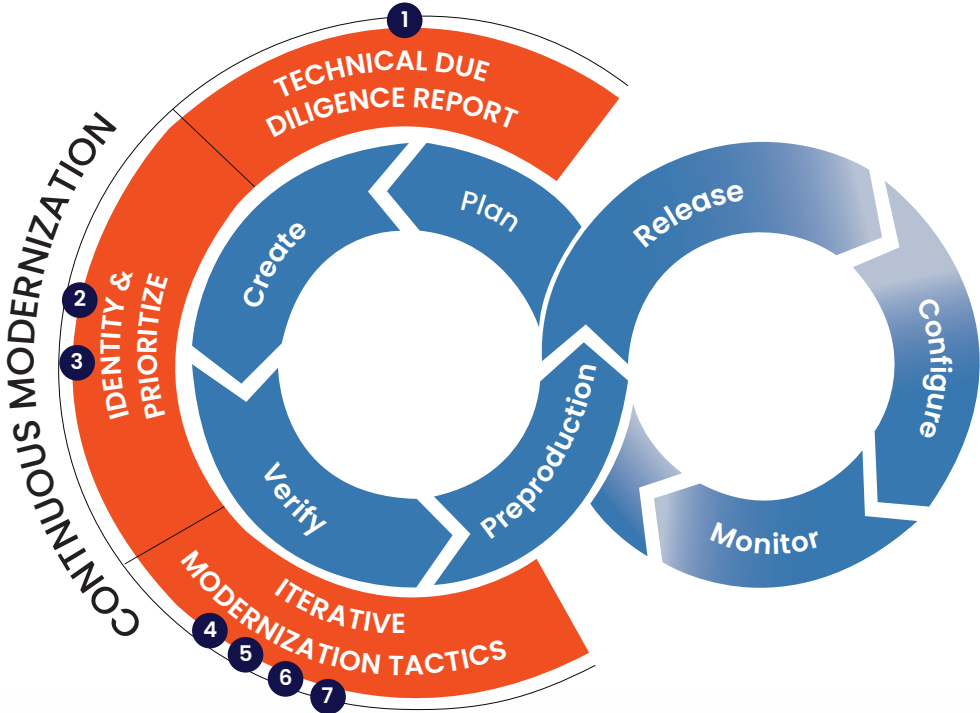 1
TECHNICAL DUE
DILIGENCE REPORT
CONTINUOUS MODERNIZATION
2
3
IDENTITY &
PRIORITIZE
ITERATIVE
MODERNIZATION TACTICS
4
5
6
7
Create
Plan
Verify
Preproduction
Release
Configure
Monitor